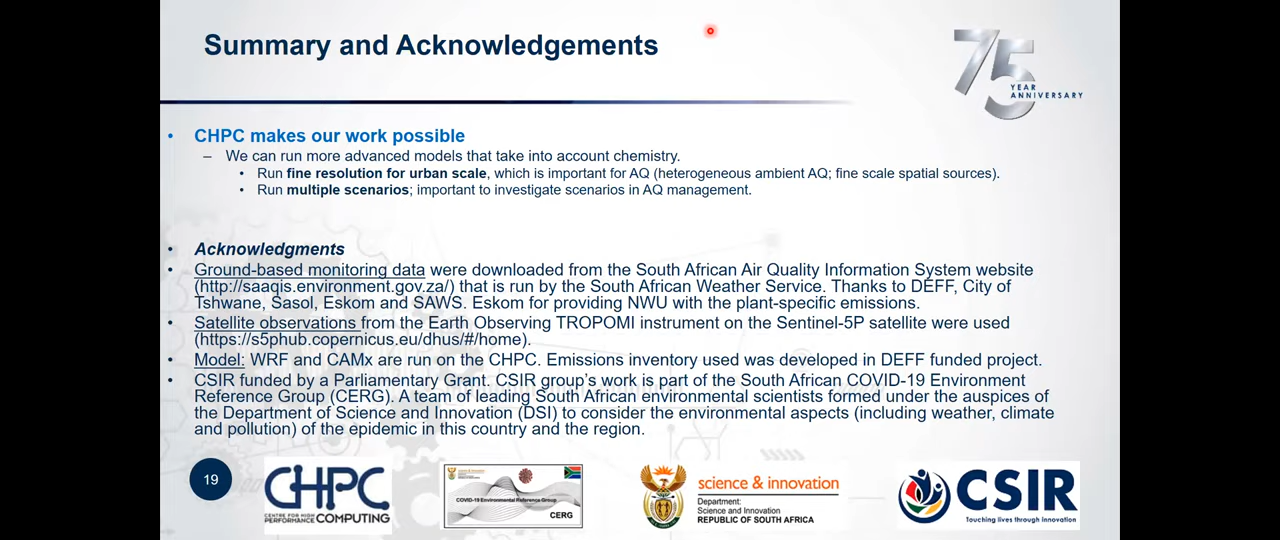 Summary and Acknowledgements
75
YEAR
ANNIVERSARY
• CHPC makes our work possible
– We can run more advanced models that take into account chemistry.
• Run fine resolution for urban scale, which is important for AQ (heterogeneous ambient AQ; fine scale spatial sources).
• Run multiple scenarios; important to investigate scenarios in AQ management.
• Acknowledgments
• Ground-based monitoring data were downloaded from the South African Air Quality Information System website
(http://saaqis.environment.gov.za/) that is run by the South African Weather Service. Thanks to DEFF, City of
Tshwane, Sasol, Eskom and SAWS. Eskom for providing NWU with the plant-specific emissions.
• Satellite observations from the Earth Observing TROPOMI instrument on the Sentinel-5P satellite were used
(https://s5phub.copernicus.eu/dhus/#/home).
• Model: WRF and CAMx are run on the CHPC. Emissions inventory used was developed in DEFF funded project.
• CSIR funded by a Parliamentary Grant. CSIR group's work is part of the South African COVID-19 Environment
Reference Group (CERG). A team of leading South African environmental scientists formed under the auspices of
the Department of Science and Innovation (DSI) to consider the environmental aspects (including weather, climate
and pollution) of the epidemic in this country and the region.
19
CHPC
CENTRE FOR HIGH
PERFORMANCE COMPUTING
COVID-19 Environmental Reference Group
CERG
science & innovation
Department:
Science and Innovation
REPUBLIC OF SOUTH AFRICA
CSIR
Touching lives through innovation